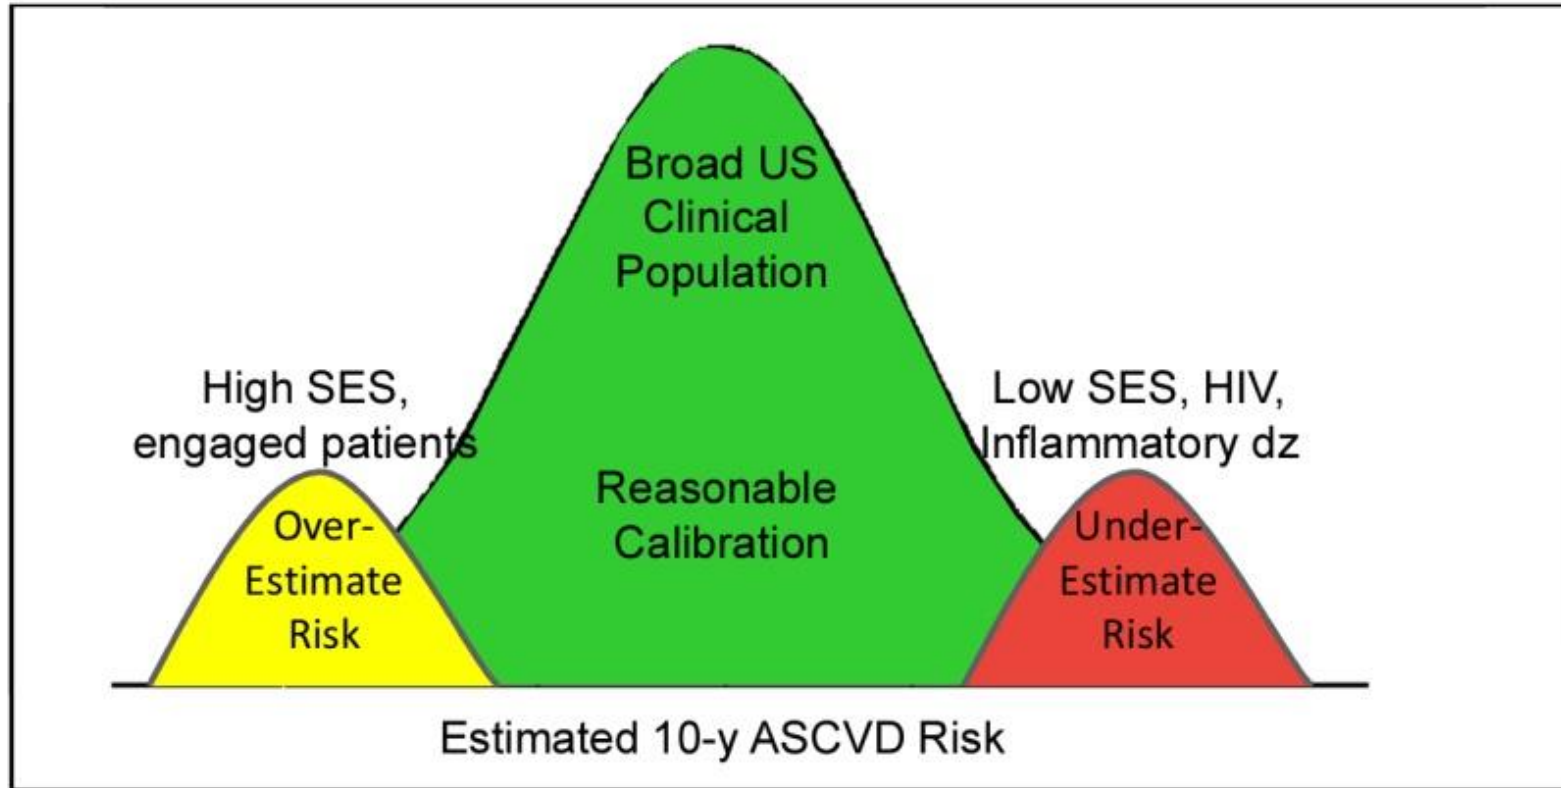 Broad US
Clinical
Population
High SES,
engaged patients
Low SES, HIV,
Inflammatory dz
Reasonable
Calibration
Over-
Estimate
Risk
Under-
Estimate
Risk
Estimated 10-y ASCVD Risk